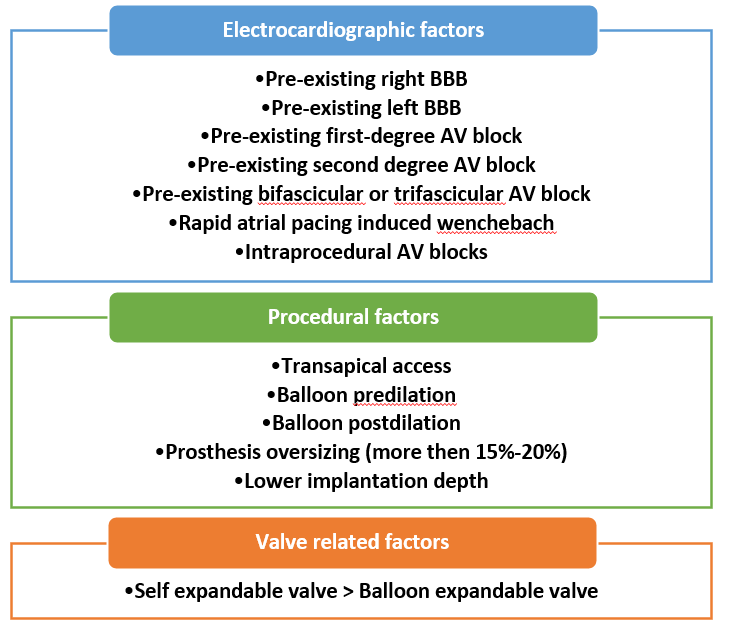 Electrocardiographic factors
•Pre-existing right BBB
•Pre-existing left BBB
•Pre-existing first-degree AV block
•Pre-existing second degree AV block
•Pre-existing bifascicular or trifascicular AV block
•Rapid atrial pacing induced wenchebach
•Intraprocedural AV blocks
Procedural factors
•Transapical access
•Balloon predilation
•Balloon postdilation
•Prosthesis oversizing (more then 15%-20%)
•Lower implantation depth
Valve related factors
•Self expandable valve > Balloon expandable valve